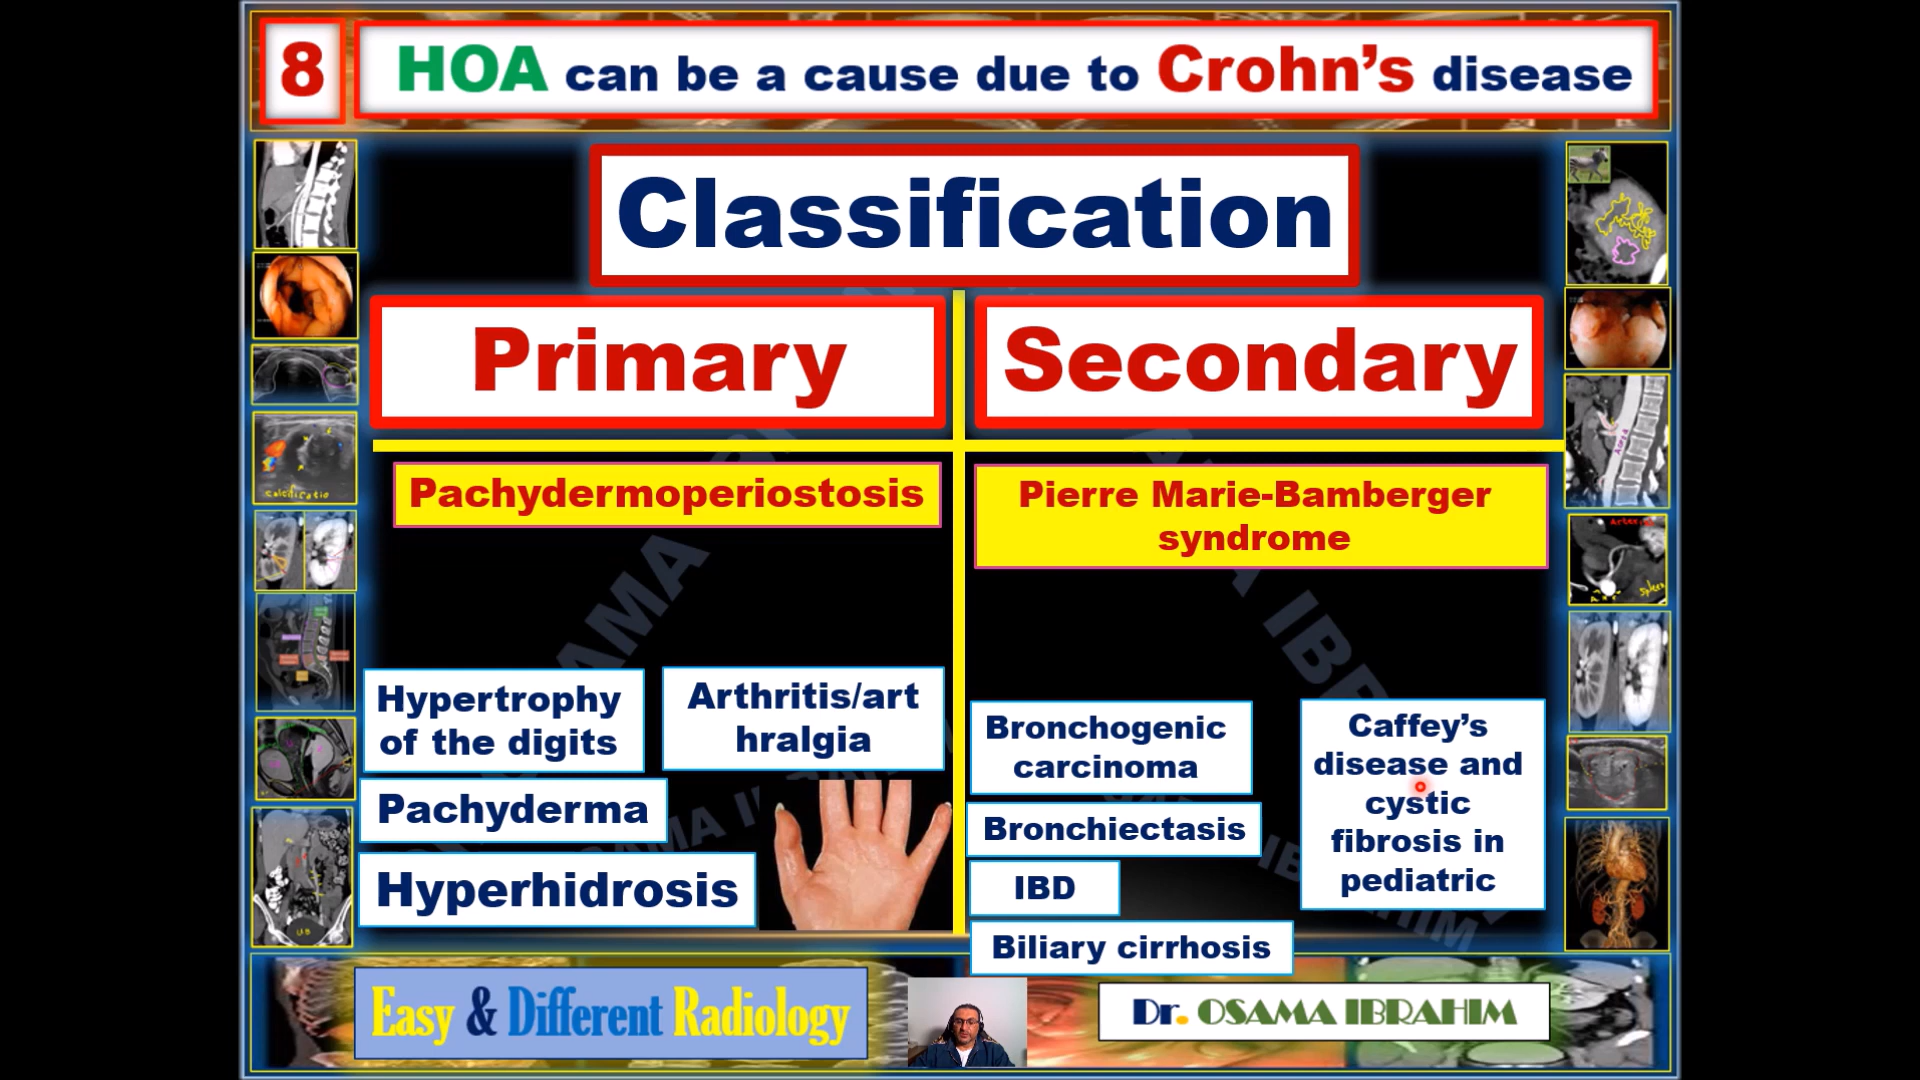 8
HOA can be a cause due to Crohn's disease
Classification
Primary
Secondary
Pachydermoperiostosis
Pierre Marie-Bamberger
syndrome
Hypertrophy
of the digits
Arthritis/art
hralgia
Pachyderma
Hyperhidrosis
Bronchogenic
carcinoma
Bronchiectasis
IBD
Biliary cirrhosis
Caffey's
disease and
cystic
fibrosis in
pediatric
Easy & Different Radiology
Dr. OSAMA IBRAHIM